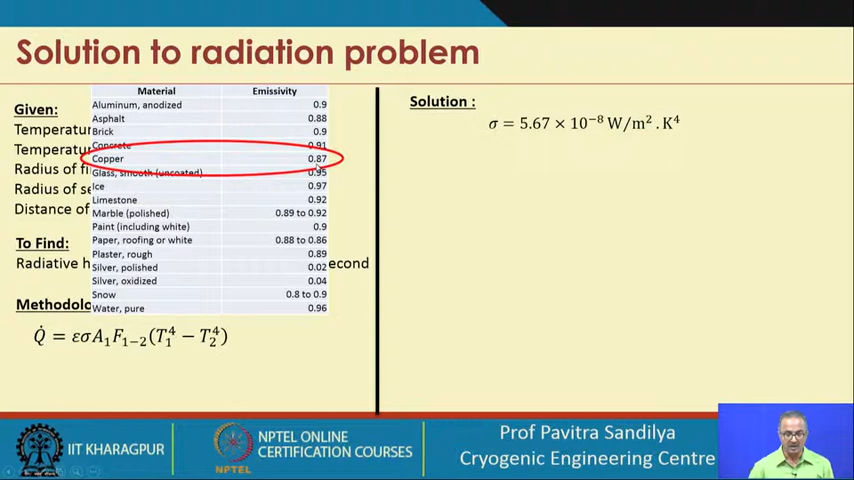 Solution to radiation problem
Given:
Temperatur
Temperatur
Radius of fi
Radius of se
Distance of
To Find:
Radiative h
econd
Methodolo
Q̇ = εσA₁F₁₋₂(T₁⁴ − T₂⁴)
Material Emissivity
Aluminum, anodized 0.9
Asphalt 0.88
Brick 0.9
Concrete 0.91
Copper 0.87
Glass, smooth (uncoated) 0.95
Ice 0.97
Limestone 0.92
Marble (polished) 0.89 to 0.92
Paint (including white) 0.9
Paper, roofing or white 0.88 to 0.86
Plaster, rough 0.89
Silver, polished 0.02
Silver, oxidized 0.04
Snow 0.8 to 0.9
Water, pure 0.96
Solution :
σ = 5.67 × 10⁻⁸ W/m² . K⁴
IIT KHARAGPUR
NPTEL
NPTEL ONLINE
CERTIFICATION COURSES
Prof Pavitra Sandilya
Cryogenic Engineering Centre